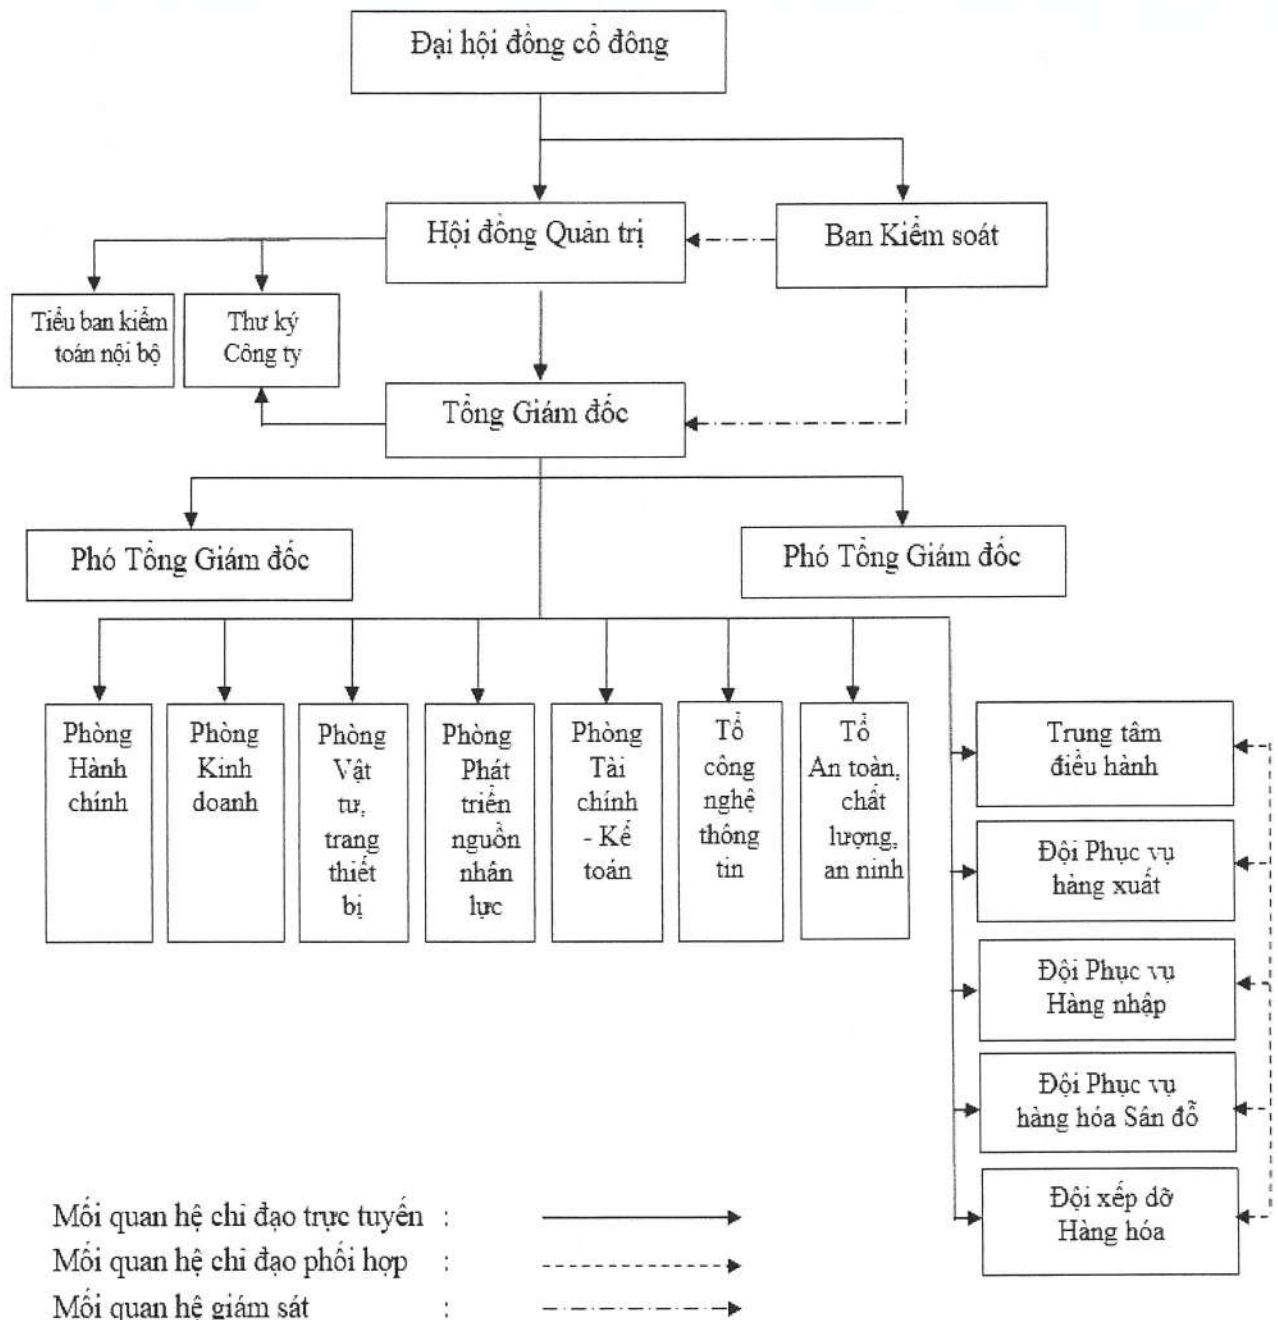 Đại hội đồng cổ đông
Hội đồng Quản trị
Ban Kiểm soát
Tiểu ban kiểm
toán nội bộ
Thư ký
Công ty
Tổng Giám đốc
Phó Tổng Giám đốc
Phó Tổng Giám đốc
Phòng
Hành
chính
Phòng
Kinh
doanh
Phòng
Vật
tư,
trang
thiết
bị
Phòng
Phát
triển
nguồn
nhân
lực
Phòng
Tài
chính
- Kế
toán
Tổ
công
nghệ
thông
tin
Tổ
An toàn,
chất
lượng,
an ninh
Trung tâm
điều hành
Đội Phục vụ
hàng xuất
Đội Phục vụ
Hàng nhập
Đội Phục vụ
hàng hóa Sân đỗ
Đội xếp dỡ
Hàng hóa
Mối quan hệ chỉ đạo trực tuyến :
Mối quan hệ chỉ đạo phối hợp :
Mối quan hệ giám sát :